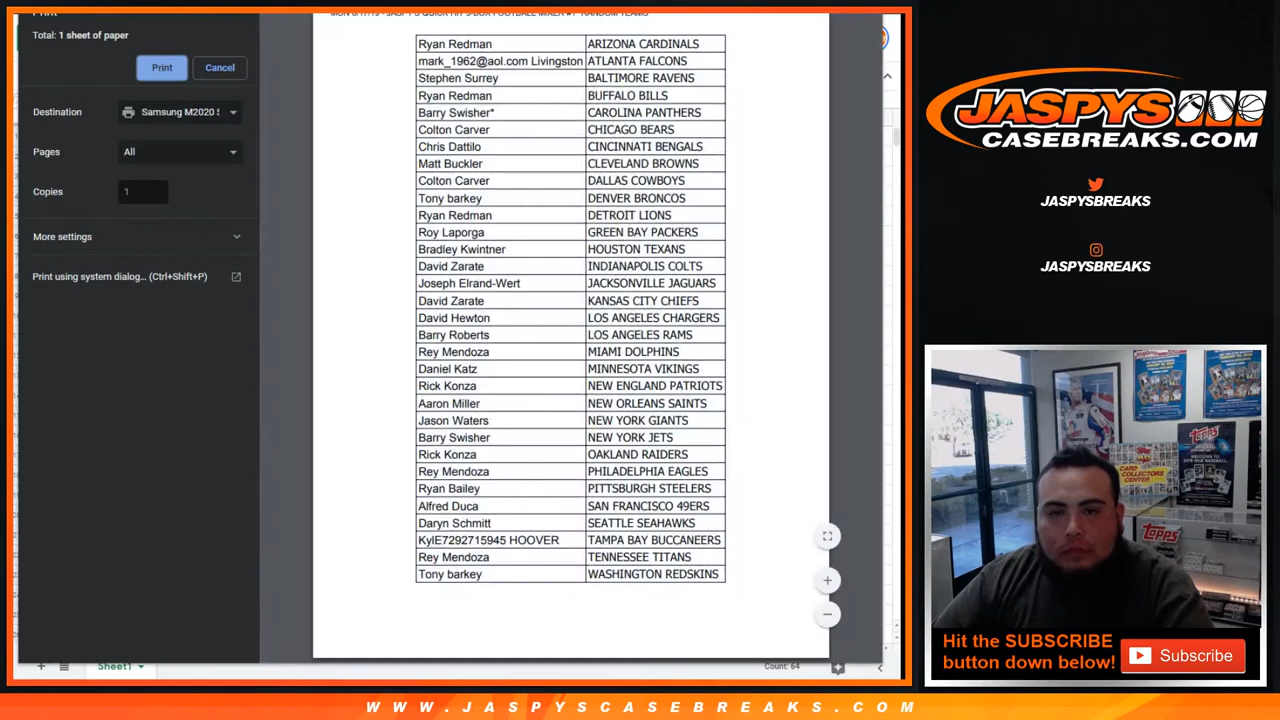 Total: 1 sheet of paper
Print Cancel
Destination Samsung M2020 S
Pages All
Copies 1
More settings
Print using system dialog... (Ctrl+Shift+P)
Ryan Redman ARIZONA CARDINALS
mark_1962@aol.com Livingston ATLANTA FALCONS
Stephen Surrey BALTIMORE RAVENS
Ryan Redman BUFFALO BILLS
Barry Swisher* CAROLINA PANTHERS
Colton Carver CHICAGO BEARS
Chris Dattilo CINCINNATI BENGALS
Matt Buckler CLEVELAND BROWNS
Colton Carver DALLAS COWBOYS
Tony barkey DENVER BRONCOS
Ryan Redman DETROIT LIONS
Roy Laporga GREEN BAY PACKERS
Bradley Kwintner HOUSTON TEXANS
David Zarate INDIANAPOLIS COLTS
Joseph Elrand-Wert JACKSONVILLE JAGUARS
David Zarate KANSAS CITY CHIEFS
David Hewton LOS ANGELES CHARGERS
Barry Roberts LOS ANGELES RAMS
Rey Mendoza MIAMI DOLPHINS
Daniel Katz MINNESOTA VIKINGS
Rick Konza NEW ENGLAND PATRIOTS
Aaron Miller NEW ORLEANS SAINTS
Jason Waters NEW YORK GIANTS
Barry Swisher NEW YORK JETS
Rick Konza OAKLAND RAIDERS
Rey Mendoza PHILADELPHIA EAGLES
Ryan Bailey PITTSBURGH STEELERS
Alfred Duca SAN FRANCISCO 49ERS
Daryn Schmitt SEATTLE SEAHAWKS
KylE7292715945 HOOVER TAMPA BAY BUCCANEERS
Rey Mendoza TENNESSEE TITANS
Tony barkey WASHINGTON REDSKINS
Sheet1
Count: 64
JASPYS
CASEBREAKS.COM
JASPYSBREAKS
JASPYSBREAKS
Topps
CARD
COLLECTORS
CENTER
Topps
Hit the SUBSCRIBE
button down below!
Subscribe
WWW.JASPYSCASEBREAKS.COM